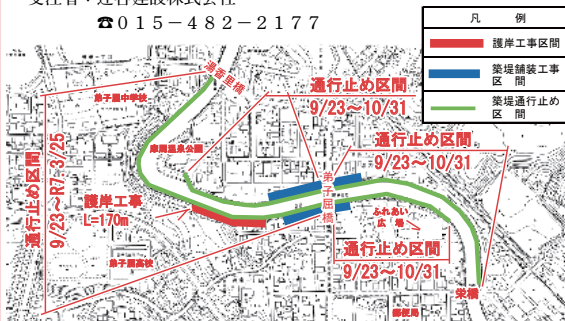 受注者：辻谷建設株式会社
☎０１５－４８２－２１７７
凡　例
護岸工事区間
築堤舗装工事
区　間
築堤通行止め
区　間
湯香里橋
弟子屈中学校
摩周温泉公園
通行止め区間
9/23～10/31
通行止め区間
9/23～10/31
通行止め区間
9/23～R7 3/25
護岸工事
L=170m
弟子屈橋
ふれあい
広　場
通行止め区間
9/23～10/31
弟子屈高校
栄橋
郵便局